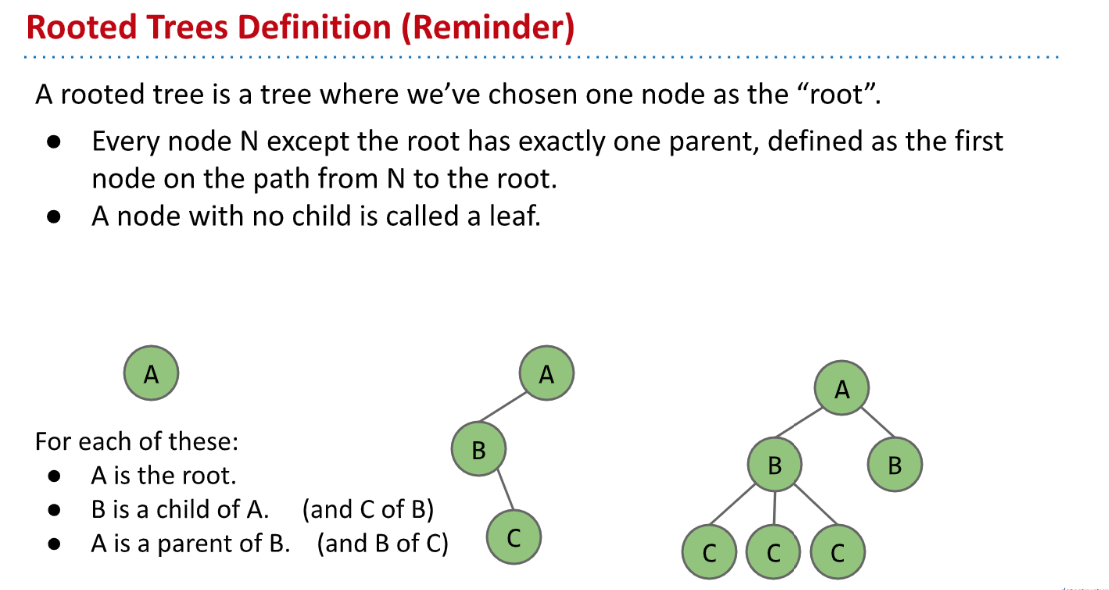 Rooted Trees Definition (Reminder)
A rooted tree is a tree where we’ve chosen one node as the “root”.
● Every node N except the root has exactly one parent, defined as the first
node on the path from N to the root.
● A node with no child is called a leaf.
A
For each of these:
● A is the root.
● B is a child of A. (and C of B)
● A is a parent of B. (and B of C)
A
B
C
A
B B
C C C